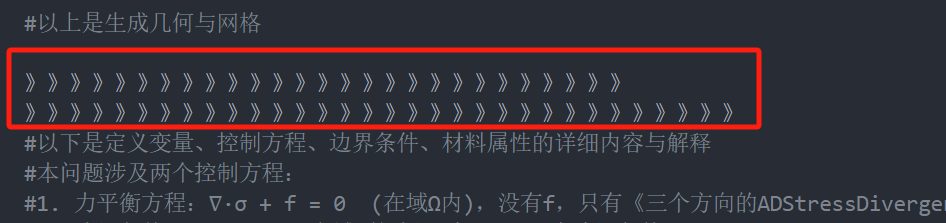 #以上是生成几何与网格
》》》》》》》》》》》》》》》》》》》》》》》》》》》
》》》》》》》》》》》》》》》》》》》》》》》》》》》》》》》》
#以下是定义变量、控制方程、边界条件、材料属性的详细内容与解释
#本问题涉及两个控制方程:
#1. 力平衡方程: ∇·σ + f = 0  (在域Ω内), 没有f, 只有《三个方向的ADStressDiverge